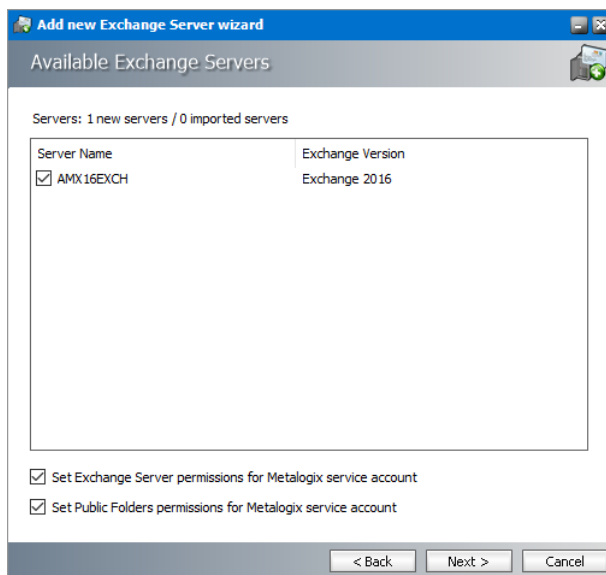 Add new Exchange Server wizard
Available Exchange Servers
Servers: 1 new servers / 0 imported servers
Server Name Exchange Version
AMX16EXCH Exchange 2016
Set Exchange Server permissions for Metalogix service account
Set Public Folders permissions for Metalogix service account
< Back Next > Cancel